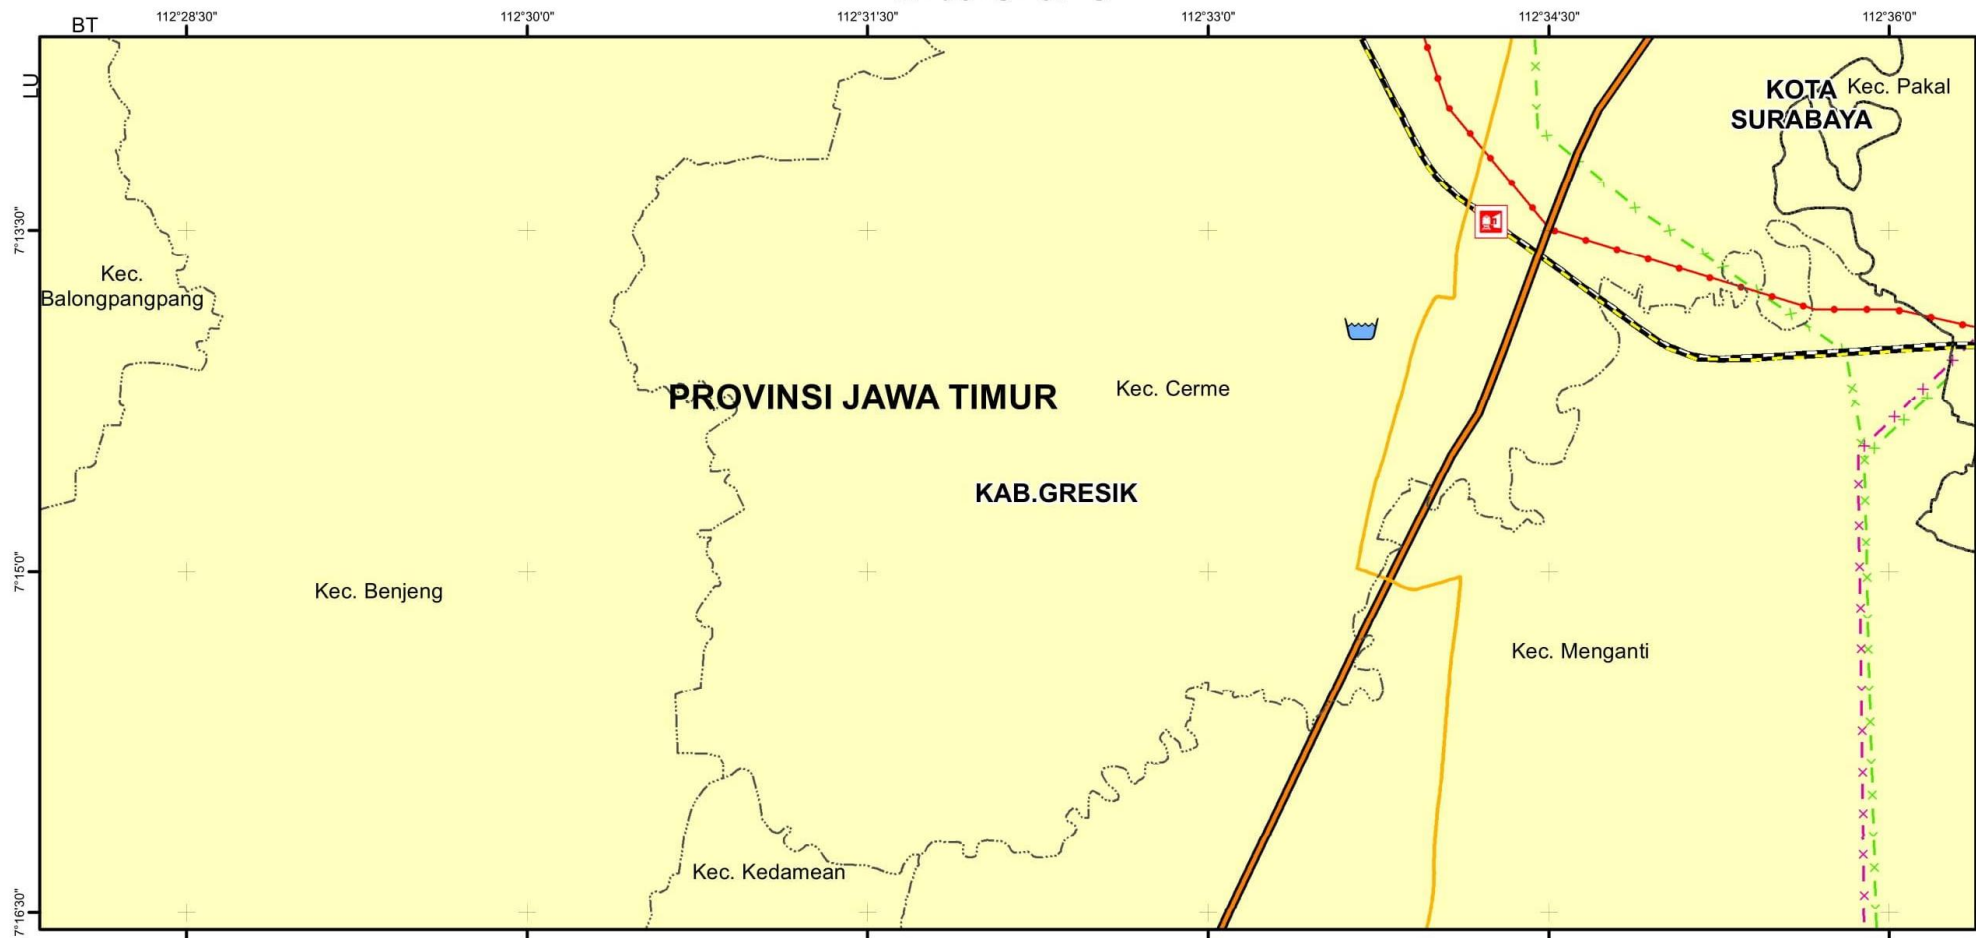 BT
112°28'30"
112°30'0"
112°31'30"
112°33'0"
112°34'30"
112°36'0"
LU
KOTA
SURABAYA
Kec. Pakal
7°13'30"
Kec.
Balongpangpang
PROVINSI JAWA TIMUR
Kec. Cerme
KAB.GRESIK
7°15'0"
Kec. Benjeng
Kec. Menganti
Kec. Kedamean
7°16'30"